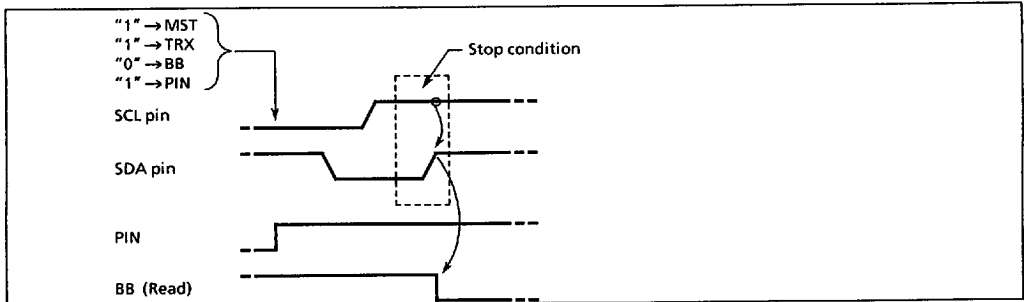 "1" → MST
"1" → TRX
"0" → BB
"1" → PIN
Stop condition
SCL pin
SDA pin
PIN
BB (Read)